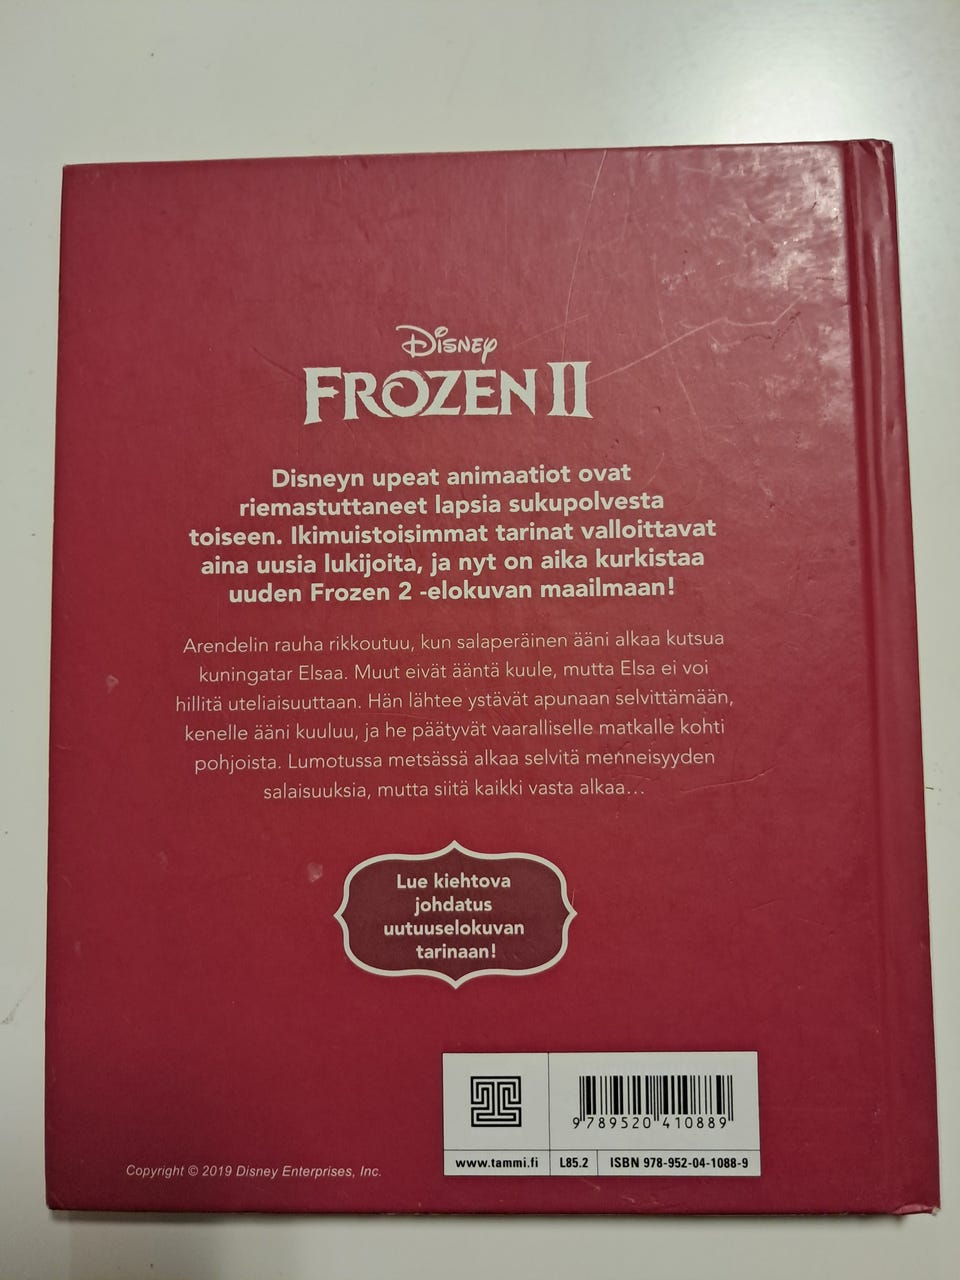 Disney
FROZEN II
Disneyn upeat animaatiot ovat
riemastuttaneet lapsia sukupolvesta
toiseen. Ikimuistoisimmat tarinat valloittavat
aina uusia lukijoita, ja nyt on aika kurkistaa
uuden Frozen 2 -elokuvan maailmaan!
Arendelin rauha rikkoutuu, kun salaperäinen ääni alkaa kutsua
kuningatar Elsaa. Muut eivät ääntä kuule, mutta Elsa ei voi
hillitä uteliaisuuttaan. Hän lähtee ystävät apunaan selvittämään,
kenelle ääni kuuluu, ja he päätyvät vaaralliselle matkalle kohti
pohjoista. Lumotussa metsässä alkaa selvitä menneisyyden
salaisuuksia, mutta siitä kaikki vasta alkaa...
Lue kiehtova
johdatus
uutuuselokuvan
tarinaan!
9 789520 410889
www.tammi.fi L85.2 ISBN 978-952-04-1088-9
Copyright © 2019 Disney Enterprises, Inc.